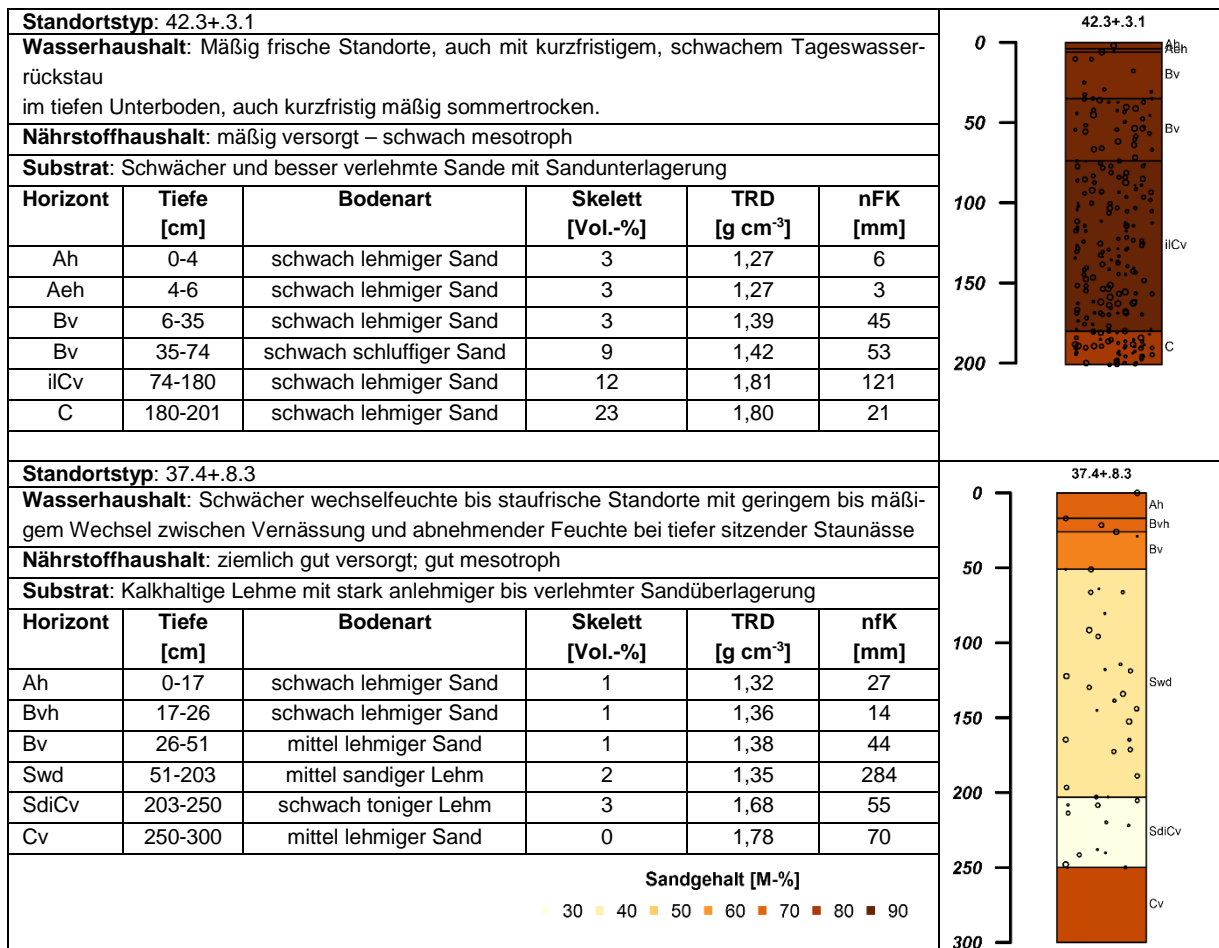 Standortstyp: 42.3+.3.1
Wasserhaushalt: Mäßig frische Standorte, auch mit kurzfristigem, schwachem Tageswasser-
rückstau
im tiefen Unterboden, auch kurzfristig mäßig sommertrocken.
Nährstoffhaushalt: mäßig versorgt – schwach mesotroph
Substrat: Schwächer und besser verlehmte Sande mit Sandunterlagerung
Horizont Tiefe Bodenart Skelett TRD nFK
[cm] [Vol.-%] [g cm-3] [mm]
Ah 0-4 schwach lehmiger Sand 3 1,27 6
Aeh 4-6 schwach lehmiger Sand 3 1,27 3
Bv 6-35 schwach lehmiger Sand 3 1,39 45
Bv 35-74 schwach schluffiger Sand 9 1,42 53
ilCv 74-180 schwach lehmiger Sand 12 1,81 121
C 180-201 schwach lehmiger Sand 23 1,80 21
42.3+.3.1
0
50
100
150
200
Ah
Aeh
Bv
Bv
ilCv
C
Standortstyp: 37.4+.8.3
Wasserhaushalt: Schwächer wechselfeuchte bis staufrische Standorte mit geringem bis mäßi-
gem Wechsel zwischen Vernässung und abnehmender Feuchte bei tiefer sitzender Staunässe
Nährstoffhaushalt: ziemlich gut versorgt; gut mesotroph
Substrat: Kalkhaltige Lehme mit stark anlehmiger bis verlehmter Sandüberlagerung
Horizont Tiefe Bodenart Skelett TRD nfK
[cm] [Vol.-%] [g cm-3] [mm]
Ah 0-17 schwach lehmiger Sand 1 1,32 27
Bvh 17-26 schwach lehmiger Sand 1 1,36 14
Bv 26-51 mittel lehmiger Sand 1 1,38 44
Swd 51-203 mittel sandiger Lehm 2 1,35 284
SdiCv 203-250 schwach toniger Lehm 3 1,68 55
Cv 250-300 mittel lehmiger Sand 0 1,78 70
Sandgehalt [M-%]
30 40 50 60 70 80 90
37.4+.8.3
0
50
100
150
200
250
300
Ah
Bvh
Bv
Swd
SdiCv
Cv